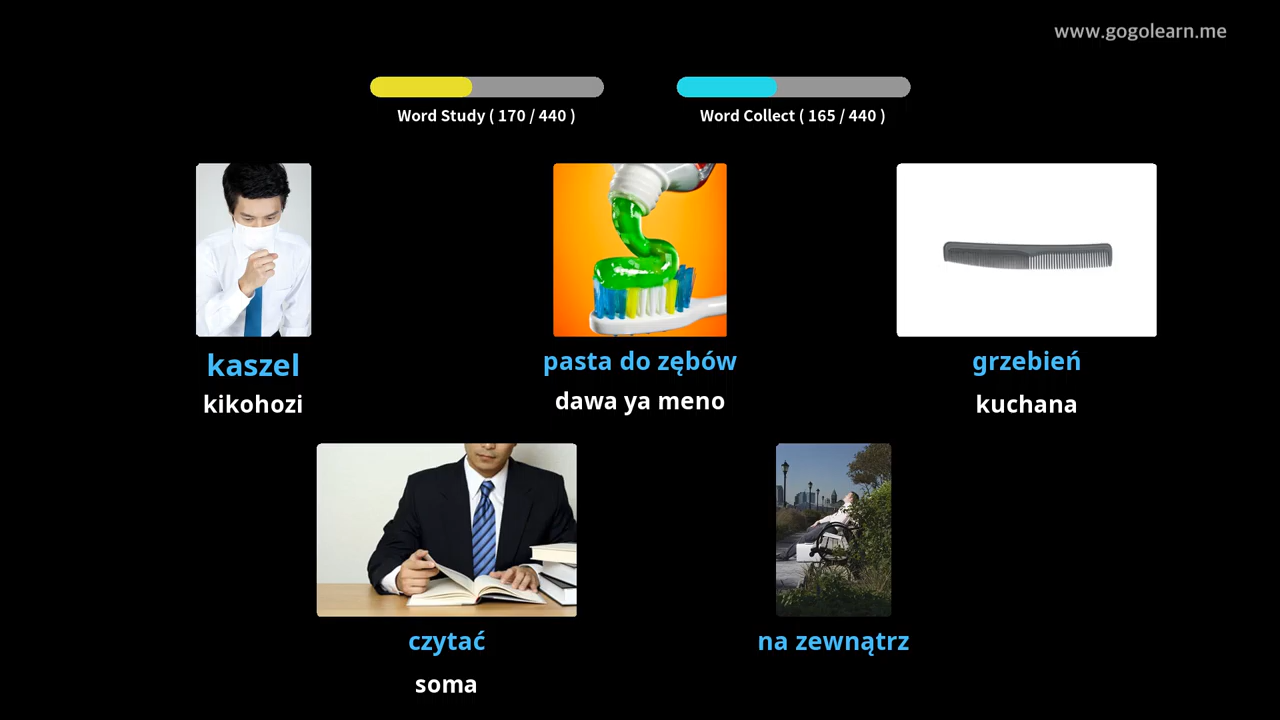 www.gogolearn.me
Word Study ( 170 / 440 )
Word Collect ( 165 / 440 )
kaszel
kikohozi
pasta do zębów
dawa ya meno
grzebień
kuchana
czytać
soma
na zewnątrz